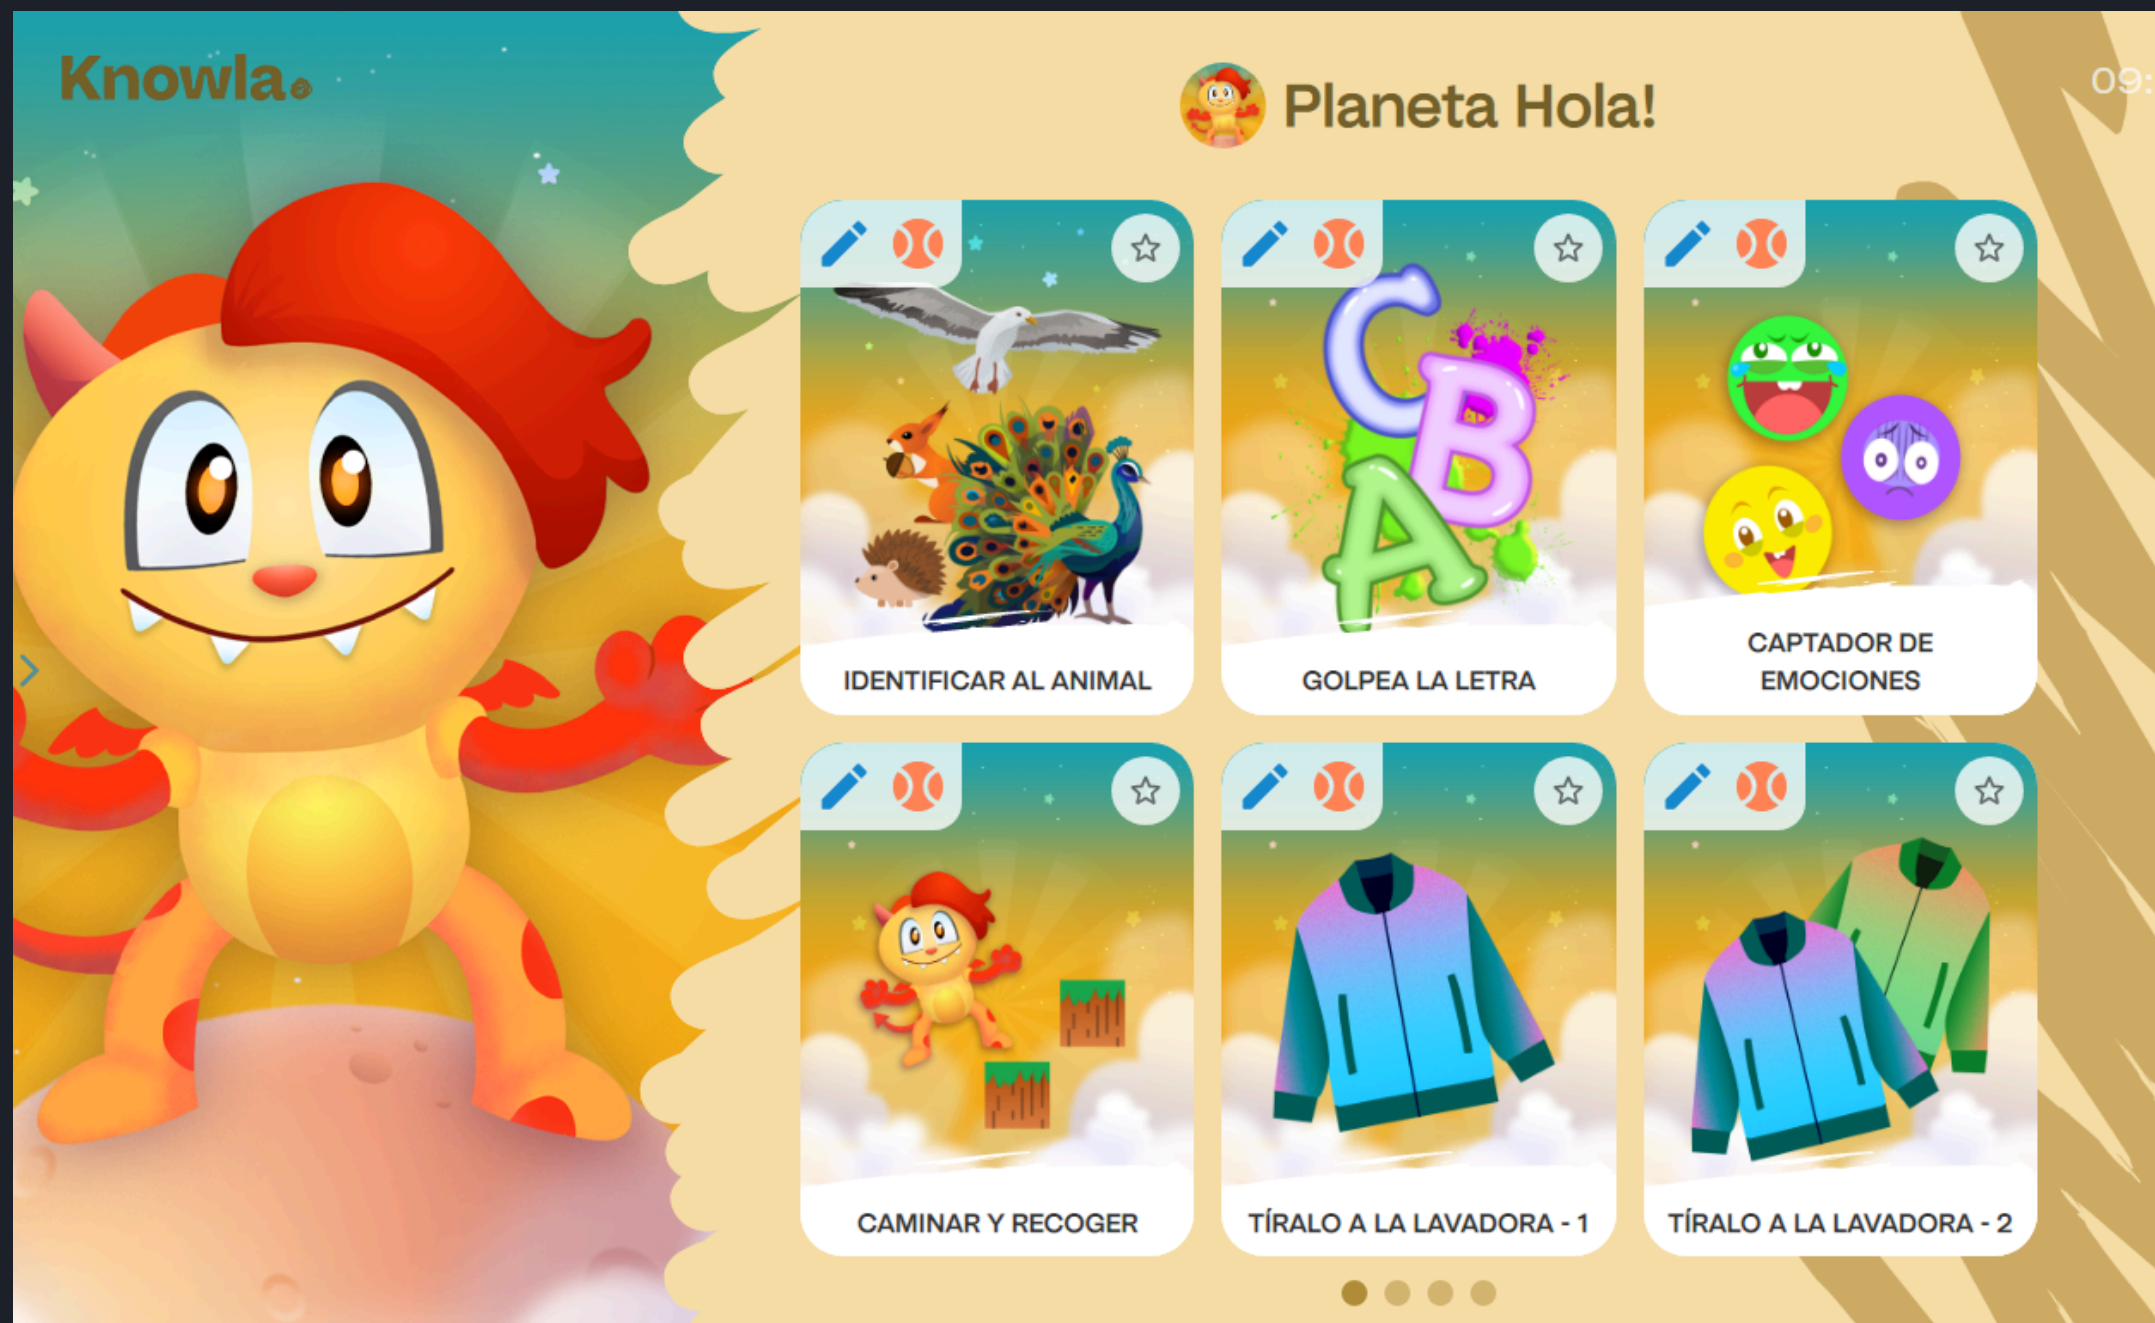 Knowla
Planeta Hola!
09:
IDENTIFICAR AL ANIMAL
C
B
A
GOLPEA LA LETRA
CAPTADOR DE
EMOCIONES
CAMINAR Y RECOGER
TÍRALO A LA LAVADORA - 1
TÍRALO A LA LAVADORA - 2